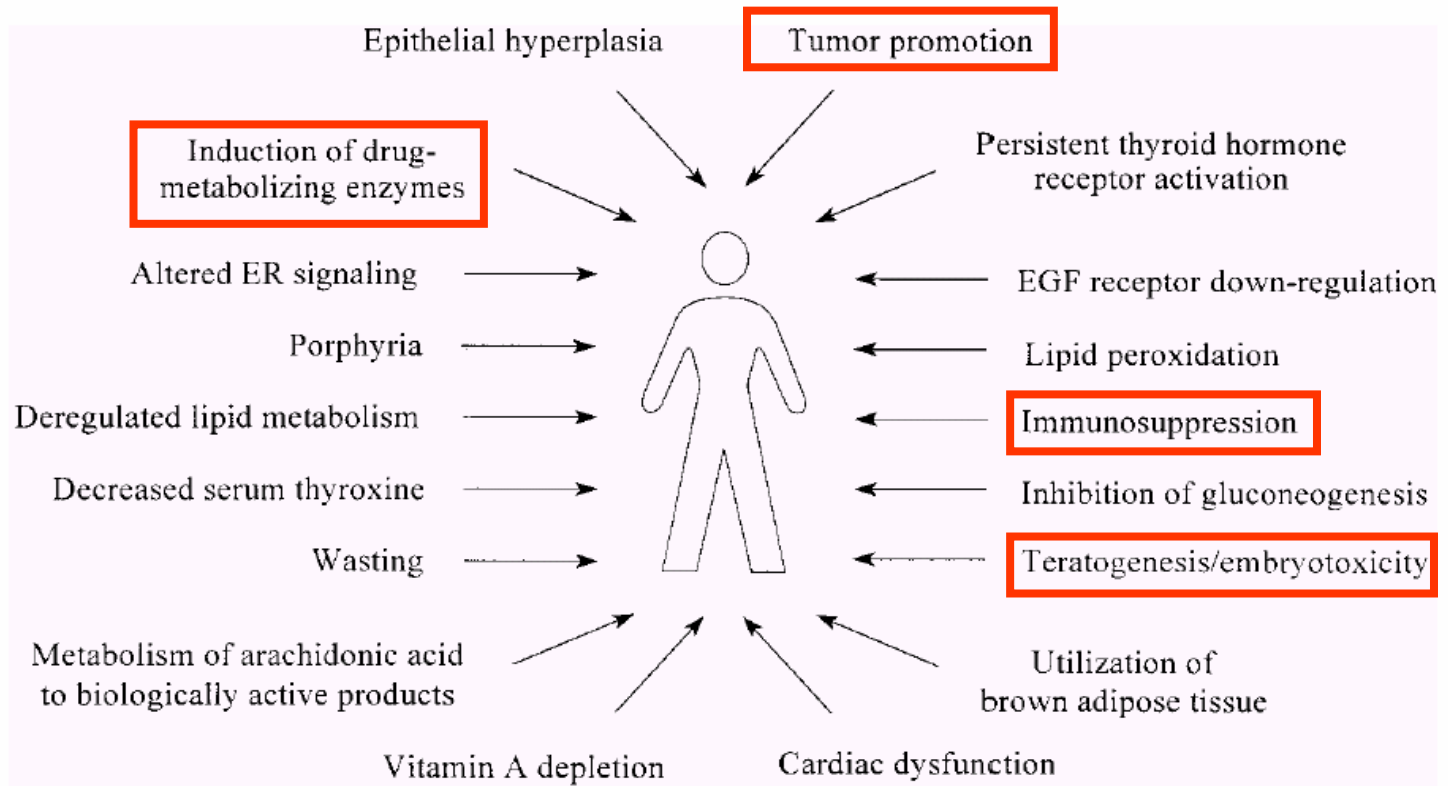 Epithelial hyperplasia
Tumor promotion
Induction of drug-
metabolizing enzymes
Persistent thyroid hormone
receptor activation
Altered ER signaling
EGF receptor down-regulation
Porphyria
Lipid peroxidation
Deregulated lipid metabolism
Immunosuppression
Decreased serum thyroxine
Inhibition of gluconeogenesis
Wasting
Teratogenesis/embryotoxicity
Metabolism of arachidonic acid
to biologically active products
Utilization of
brown adipose tissue
Vitamin A depletion
Cardiac dysfunction